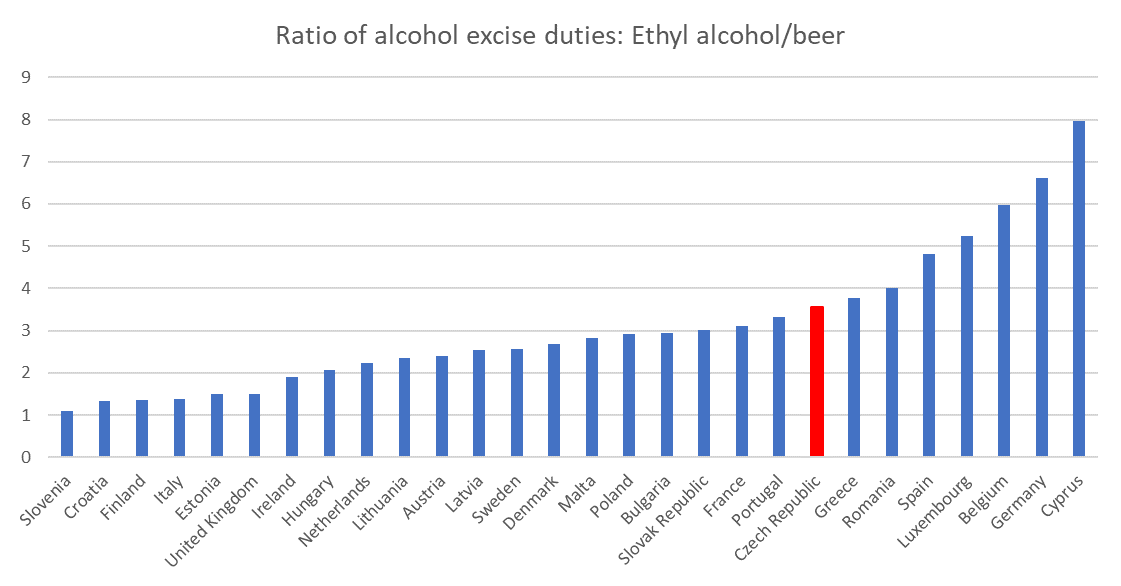 Ratio of alcohol excise duties: Ethyl alcohol/beer
9
8
7
6
5
4
3
2
1
0
Slovenia
Croatia
Finland
Italy
Estonia
United Kingdom
Ireland
Hungary
Netherlands
Lithuania
Austria
Latvia
Sweden
Denmark
Malta
Poland
Bulgaria
Slovak Republic
France
Portugal
Czech Republic
Greece
Romania
Spain
Luxembourg
Belgium
Germany
Cyprus